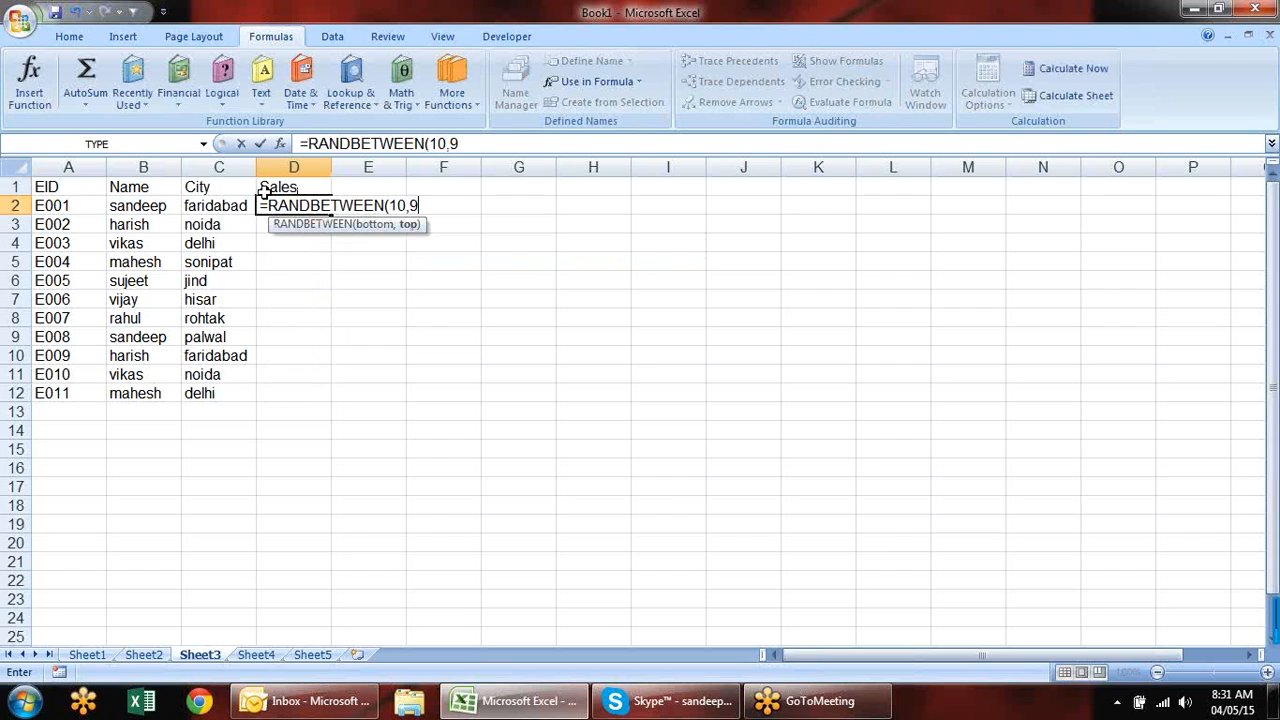 Book1 - Microsoft Excel
Home Insert Page Layout Formulas Data Review View Developer
Insert Function
AutoSum
Recently Used
Financial
Logical
Text
Date & Time
Lookup & Reference
Math & Trig
More Functions
Function Library
Name Manager
Define Name
Use in Formula
Create from Selection
Defined Names
Trace Precedents
Trace Dependents
Remove Arrows
Show Formulas
Error Checking
Evaluate Formula
Formula Auditing
Watch Window
Calculation Options
Calculate Now
Calculate Sheet
Calculation
TYPE =RANDBETWEEN(10,9
A B C D E F G H I J K L M N O P
1 EID Name City Sales
2 E001 sandeep faridabad =RANDBETWEEN(10,9
RANDBETWEEN(bottom, top)
3 E002 harish noida
4 E003 vikas delhi
5 E004 mahesh sonipat
6 E005 sujeet jind
7 E006 vijay hisar
8 E007 rahul rohtak
9 E008 sandeep palwal
10 E009 harish faridabad
11 E010 vikas noida
12 E011 mahesh delhi
13
14
15
16
17
18
19
20
21
22
23
24
25
Sheet1 Sheet2 Sheet3 Sheet4 Sheet5
Enter 100%
Inbox - Microsoft ... Microsoft Excel - ... Skype™ - sandeep... GoToMeeting
8:31 AM
04/05/15